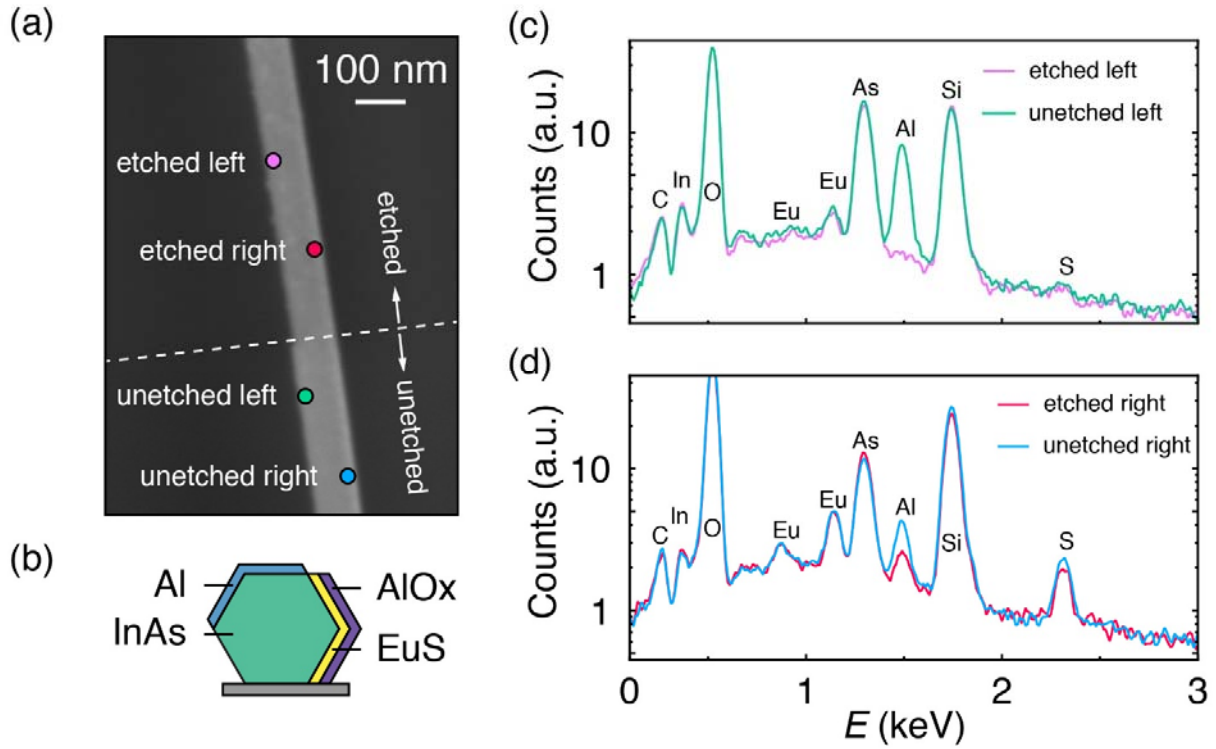 (a)
100 nm
etched left
etched right
etched
unetched
unetched left
unetched right
(b)
Al
InAs
AlOx
EuS
(c)
Counts (a.u.)
10
1
C
In
O
Eu
Eu
As
Al
Si
S
etched left
unetched left
(d)
Counts (a.u.)
10
1
C
In
O
Eu
Eu
As
Al
Si
S
etched right
unetched right
0
1
2
3
E (keV)